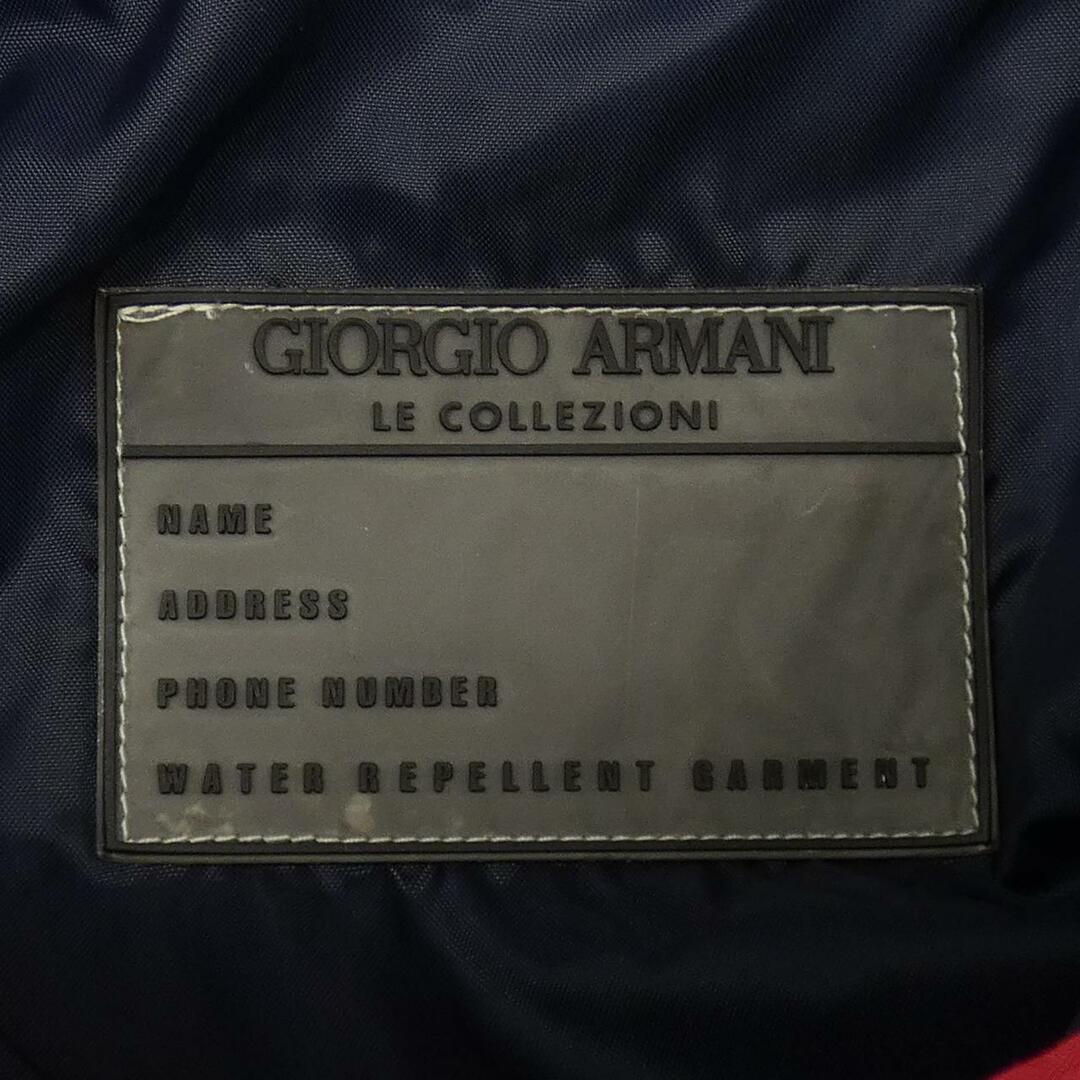 GIORGIO ARMANI
LE COLLEZIONI
NAME
ADDRESS
PHONE NUMBER
WATER REPELLENT GARMENT